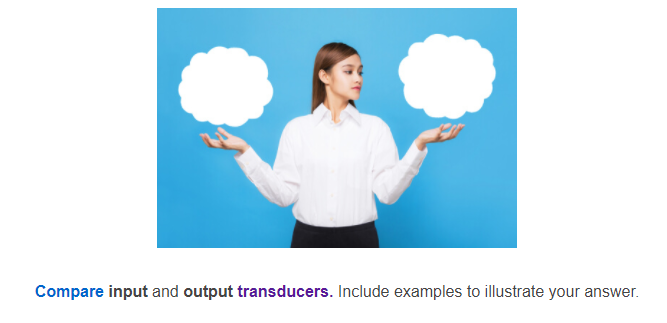 Compare input and output transducers. Include examples to illustrate your answer.